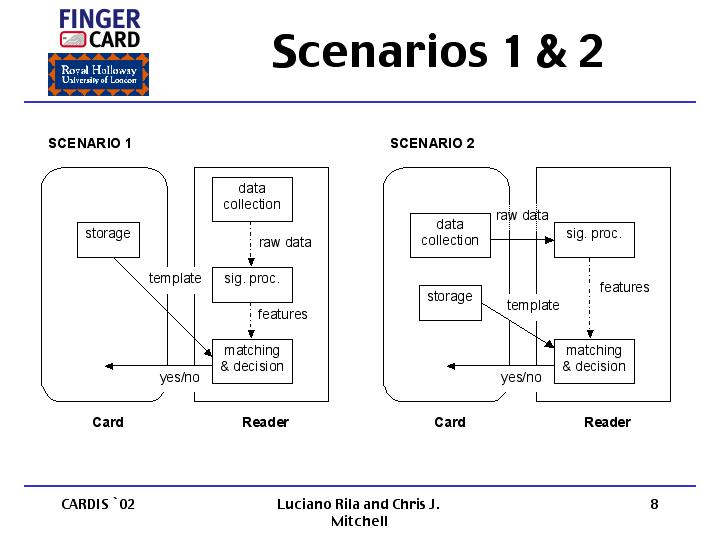 FINGER
CARD
Royal Holloway
University of London
Scenarios 1 & 2
SCENARIO 1
data
collection
storage
raw data
template
sig. proc.
features
matching
& decision
yes/no
Card
Reader
SCENARIO 2
data
collection
raw data
sig. proc.
storage
template
features
matching
& decision
yes/no
Card
Reader
CARDIS `02
Luciano Rila and Chris J.
Mitchell
8